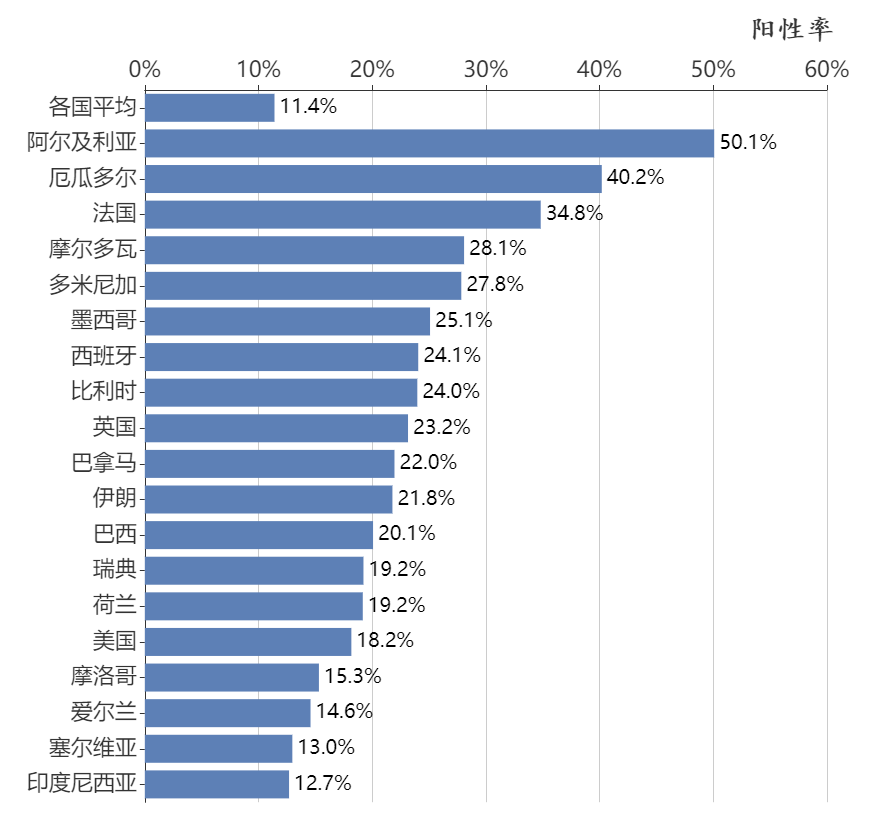 阳性率
0% 10% 20% 30% 40% 50% 60%
各国平均 11.4%
阿尔及利亚 50.1%
厄瓜多尔 40.2%
法国 34.8%
摩尔多瓦 28.1%
多米尼加 27.8%
墨西哥 25.1%
西班牙 24.1%
比利时 24.0%
英国 23.2%
巴拿马 22.0%
伊朗 21.8%
巴西 20.1%
瑞典 19.2%
荷兰 19.2%
美国 18.2%
摩洛哥 15.3%
爱尔兰 14.6%
塞尔维亚 13.0%
印度尼西亚 12.7%